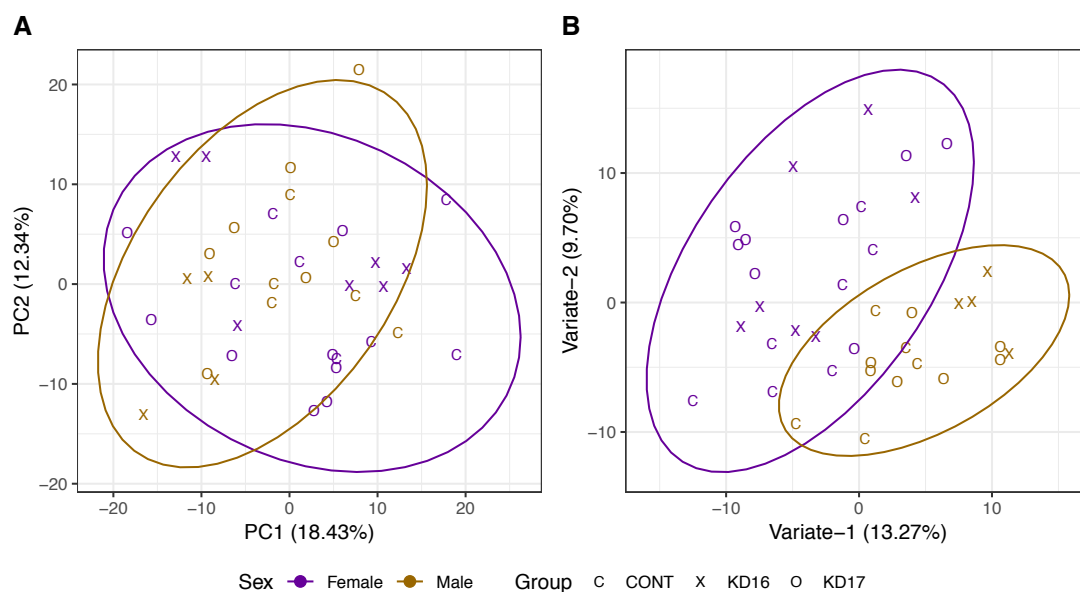 A
B
20
10
0
−10
−20
PC2 (12.34%)
−20
−10
0
10
20
PC1 (18.43%)
10
0
−10
Variate−2 (9.70%)
−10
0
10
Variate−1 (13.27%)
Sex Female Male Group C CONT X KD16 O KD17